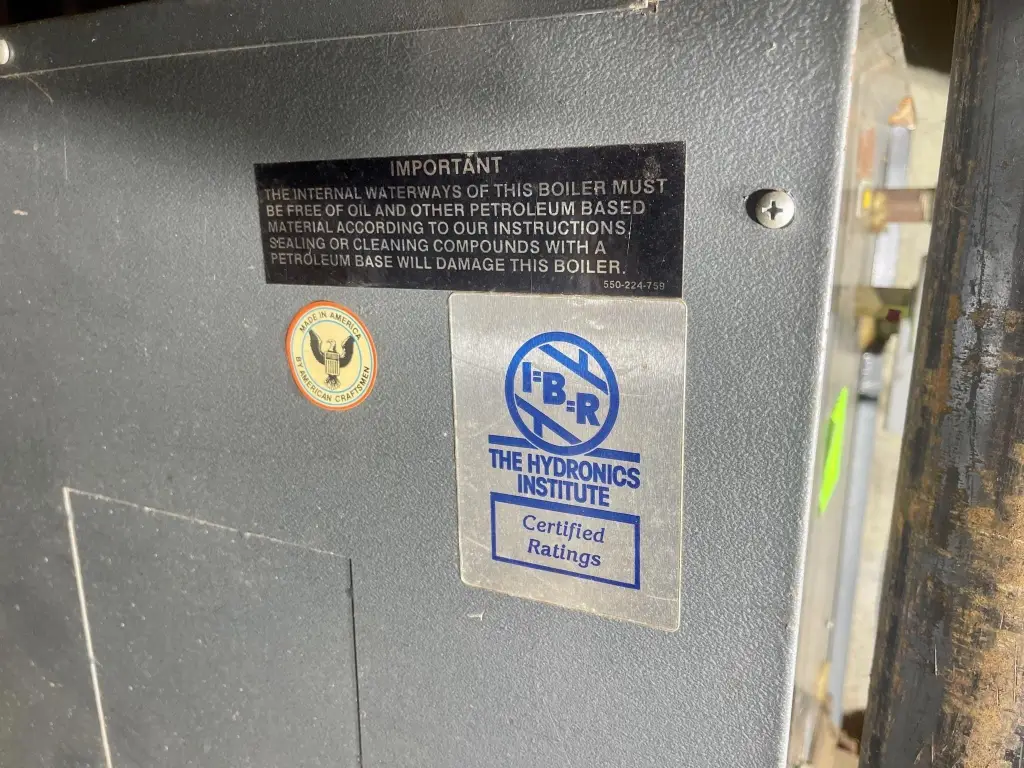 IMPORTANT
THE INTERNAL WATERWAYS OF THIS BOILER MUST
BE FREE OF OIL AND OTHER PETROLEUM BASED
MATERIAL ACCORDING TO OUR INSTRUCTIONS,
SEALING OR CLEANING COMPOUNDS WITH A
PETROLEUM BASE WILL DAMAGE THIS BOILER.
550-224-759
MADE IN AMERICA
BY AMERICAN CRAFTSMEN
I=B=R
THE HYDRONICS
INSTITUTE
Certified
Ratings